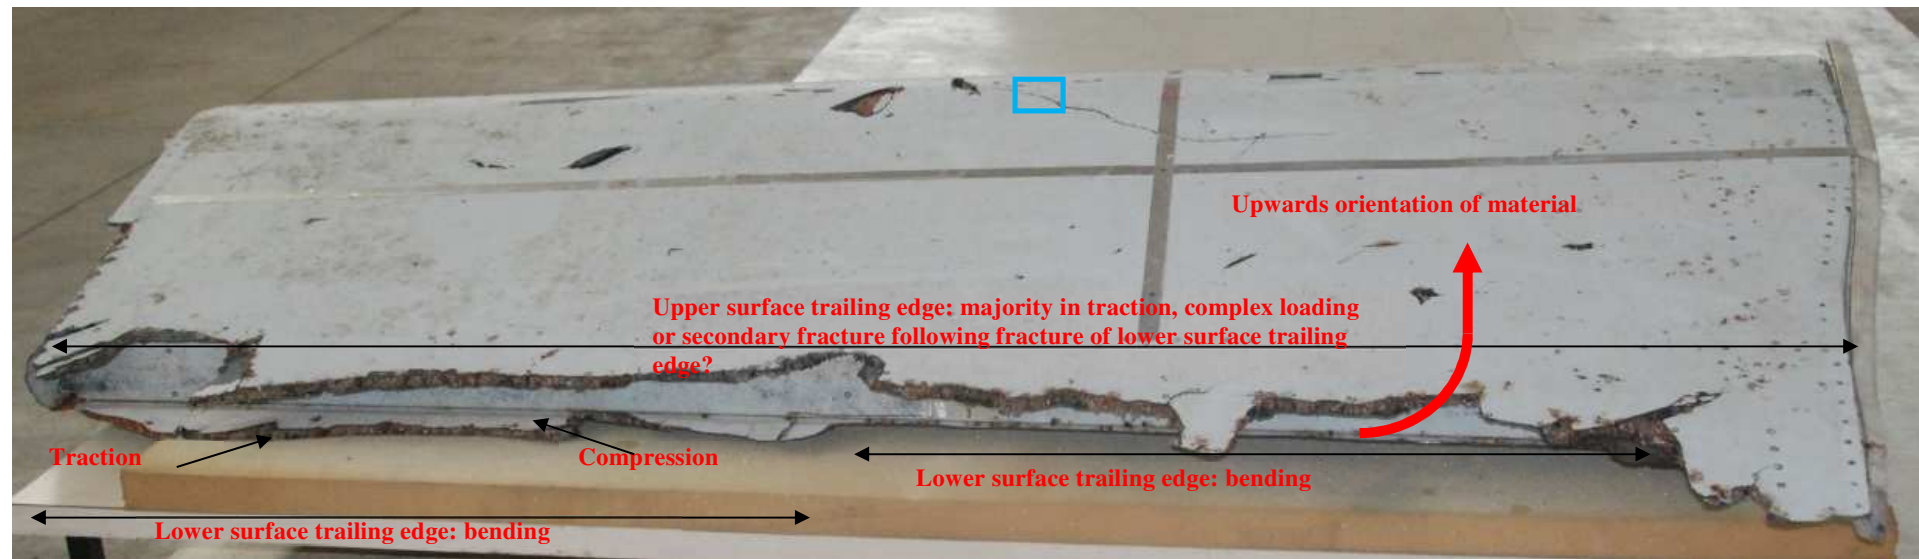 Upwards orientation of material
Upper surface trailing edge: majority in traction, complex loading
or secondary fracture following fracture of lower surface trailing
edge?
Traction
Compression
Lower surface trailing edge: bending
Lower surface trailing edge: bending